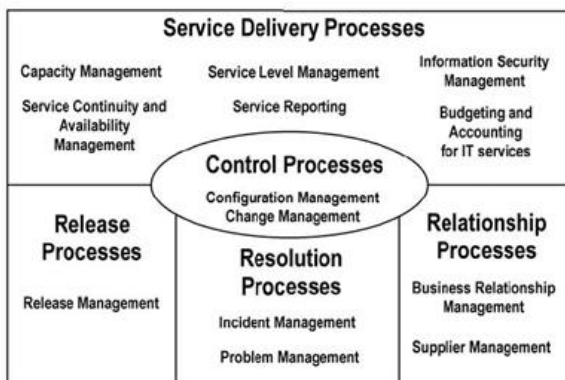 Service Delivery Processes
Capacity Management
Service Continuity and
Availability
Management
Service Level Management
Service Reporting
Information Security
Management
Budgeting and
Accounting
for IT services
Control Processes
Configuration Management
Change Management
Release
Processes
Release Management
Resolution
Processes
Incident Management
Problem Management
Relationship
Processes
Business Relationship
Management
Supplier Management